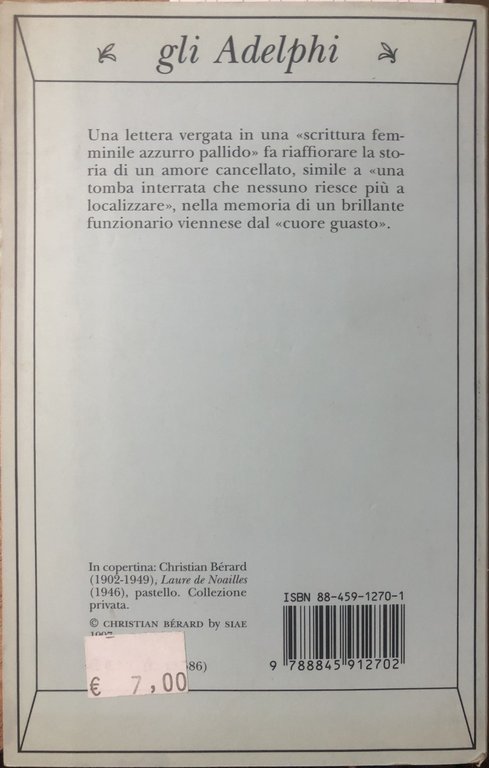 gli Adelphi
Una lettera vergata in una «scrittura fem-
minile azzurro pallido» fa riaffiorare la sto-
ria di un amore cancellato, simile a «una
tomba interrata che nessuno riesce più a
localizzare», nella memoria di un brillante
funzionario viennese dal «cuore guasto».
In copertina: Christian Bérard
(1902-1949), Laure de Noailles
(1946), pastello. Collezione
privata.
© CHRISTIAN BÉRARD by SIAE
ISBN 88-459-1270-1
€ 7,00
9 788845 912702